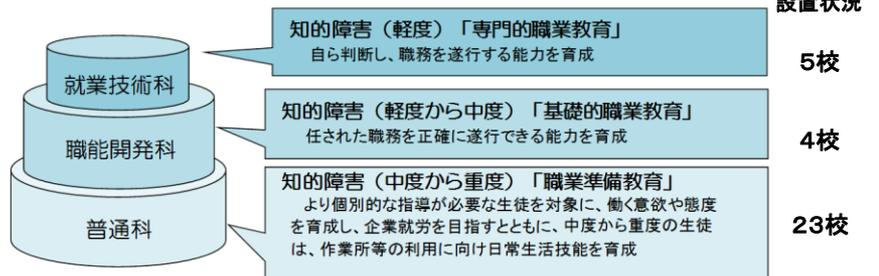 設置状況
知的障害（軽度）「専門的職業教育」
自ら判断し、職務を遂行する能力を育成
就業技術科
5校
知的障害（軽度から中度）「基礎的職業教育」
任された職務を正確に遂行できる能力を育成
職能開発科
4校
知的障害（中度から重度）「職業準備教育」
より個別的な指導が必要な生徒を対象に、働く意欲や態度
を育成し、企業就労を目指すとともに、中度から重度の生徒
は、作業所等の利用に向け日常生活技能を育成
普通科
23校